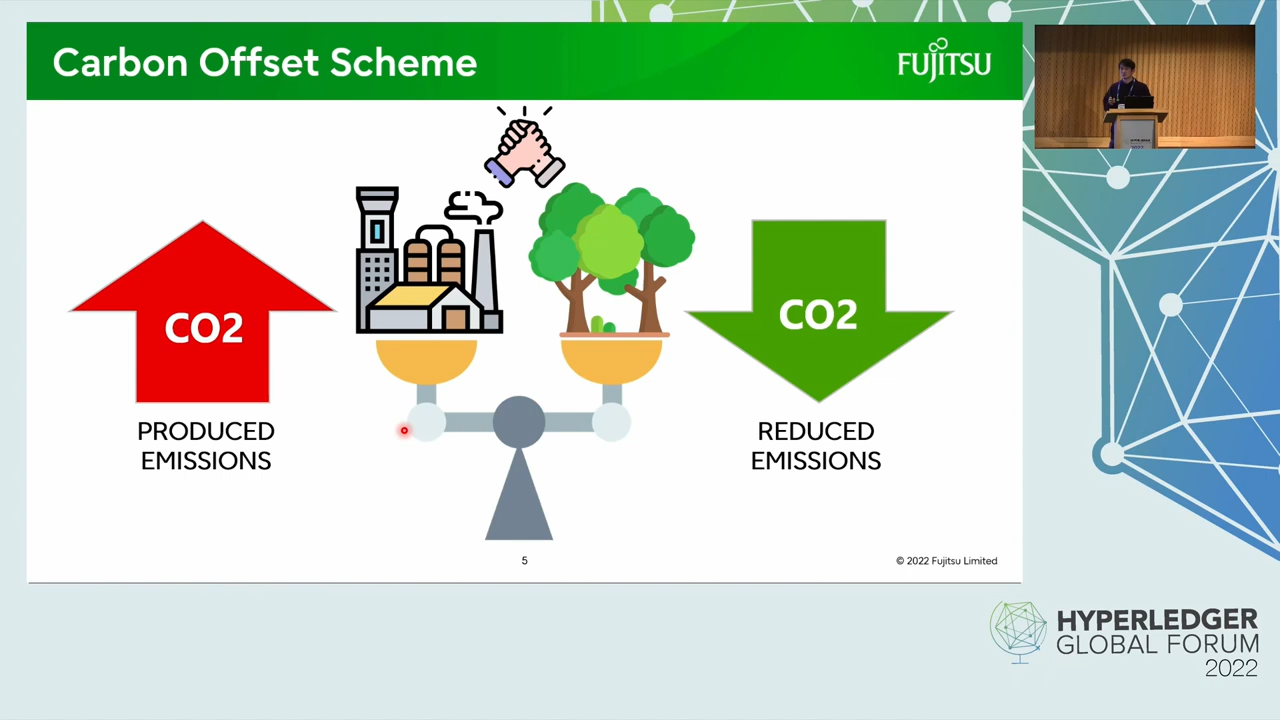 Carbon Offset Scheme
FUJITSU
CO2
CO2
PRODUCED
EMISSIONS
REDUCED
EMISSIONS
5
© 2022 Fujitsu Limited
HYPERLEDGER
GLOBAL FORUM
2022